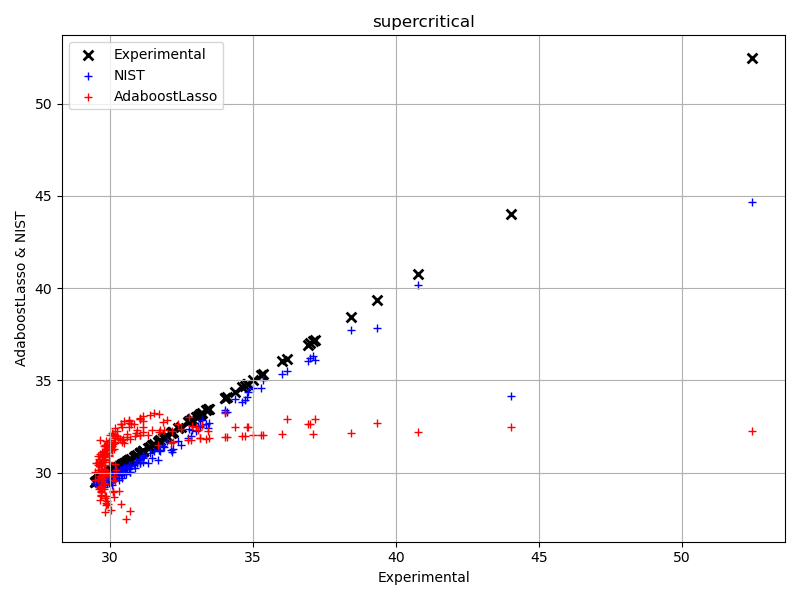 supercritical
Experimental
NIST
AdaboostLasso
AdaboostLasso & NIST
50
45
40
35
30
30
35
40
45
50
Experimental